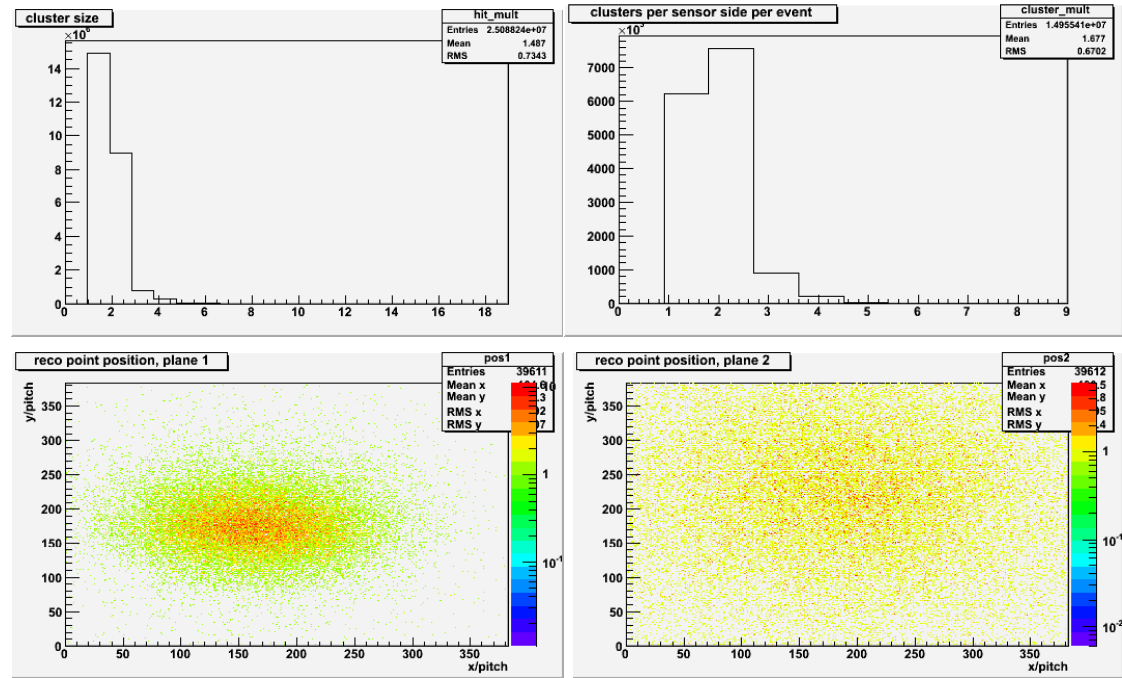 cluster size
hit_mult
Entries 2.508824e+07
Mean 1.487
RMS 0.7343
×10⁶
14
12
10
8
6
4
2
0
0 2 4 6 8 10 12 14 16 18
clusters per sensor side per event
cluster_mult
Entries 1.495541e+07
Mean 1.677
RMS 0.6702
×10³
7000
6000
5000
4000
3000
2000
1000
0
0 1 2 3 4 5 6 7 8 9
reco point position, plane 1
pos1
Entries 39611
Mean x
Mean y
RMS x
RMS y
10
1
10⁻¹
y/pitch
350
300
250
200
150
100
50
0
0 50 100 150 200 250 300 350
x/pitch
reco point position, plane 2
pos2
Entries 39612
Mean x
Mean y
RMS x
RMS y
1
10⁻¹
10⁻²
y/pitch
350
300
250
200
150
100
50
0
0 50 100 150 200 250 300 350
x/pitch